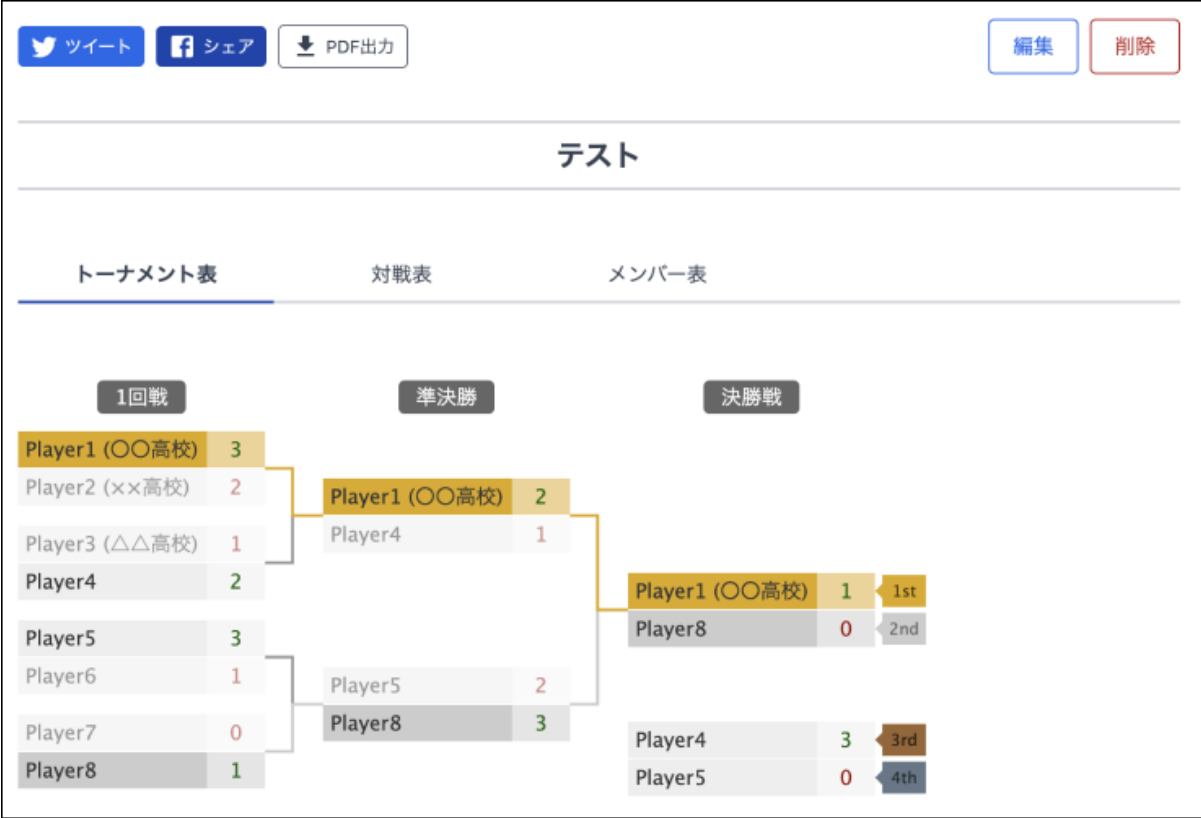 ツイート シェア PDF出力 編集 削除
テスト
トーナメント表 対戦表 メンバー表
1回戦 準決勝 決勝戦
Player1 (〇〇高校) 3
Player2 (××高校) 2
Player3 (△△高校) 1
Player4 2
Player5 3
Player6 1
Player7 0
Player8 1
Player1 (〇〇高校) 2
Player4 1
Player5 2
Player8 3
Player1 (〇〇高校) 1 1st
Player8 0 2nd
Player4 3 3rd
Player5 0 4th